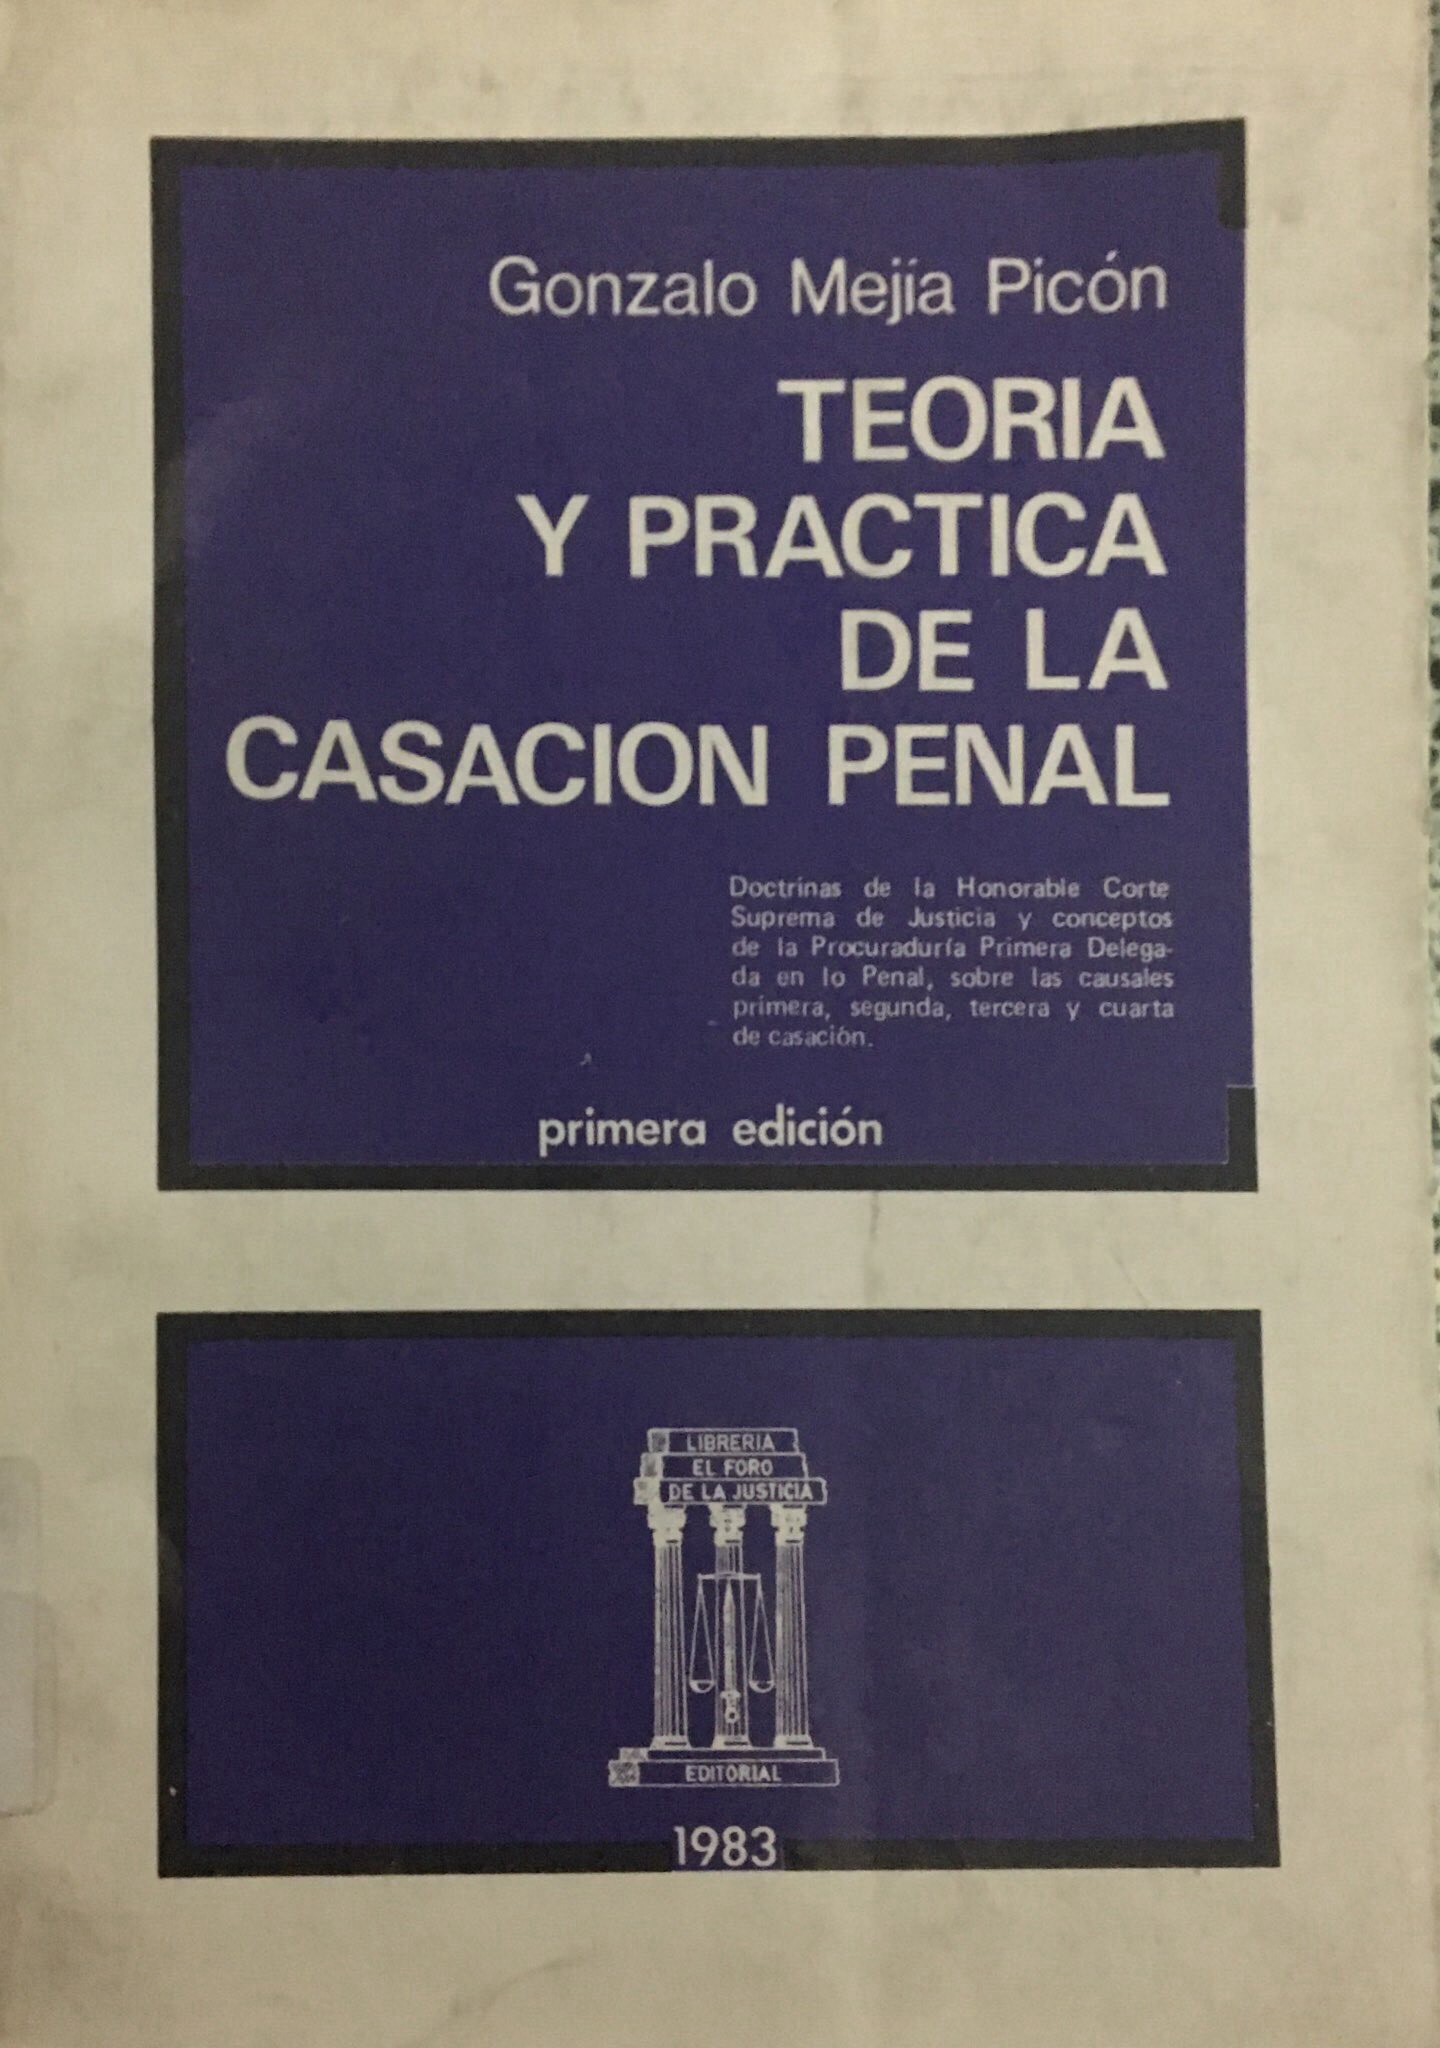 Gonzalo Mejía Picón
TEORIA
Y PRACTICA
DE LA
CASACION PENAL
Doctrinas de la Honorable Corte
Suprema de Justicia y conceptos
de la Procuraduría Primera Delega-
da en lo Penal, sobre las causales
primera, segunda, tercera y cuarta
de casación.
primera edición
LIBRERIA
EL FORO
DE LA JUSTICIA
EDITORIAL
1983